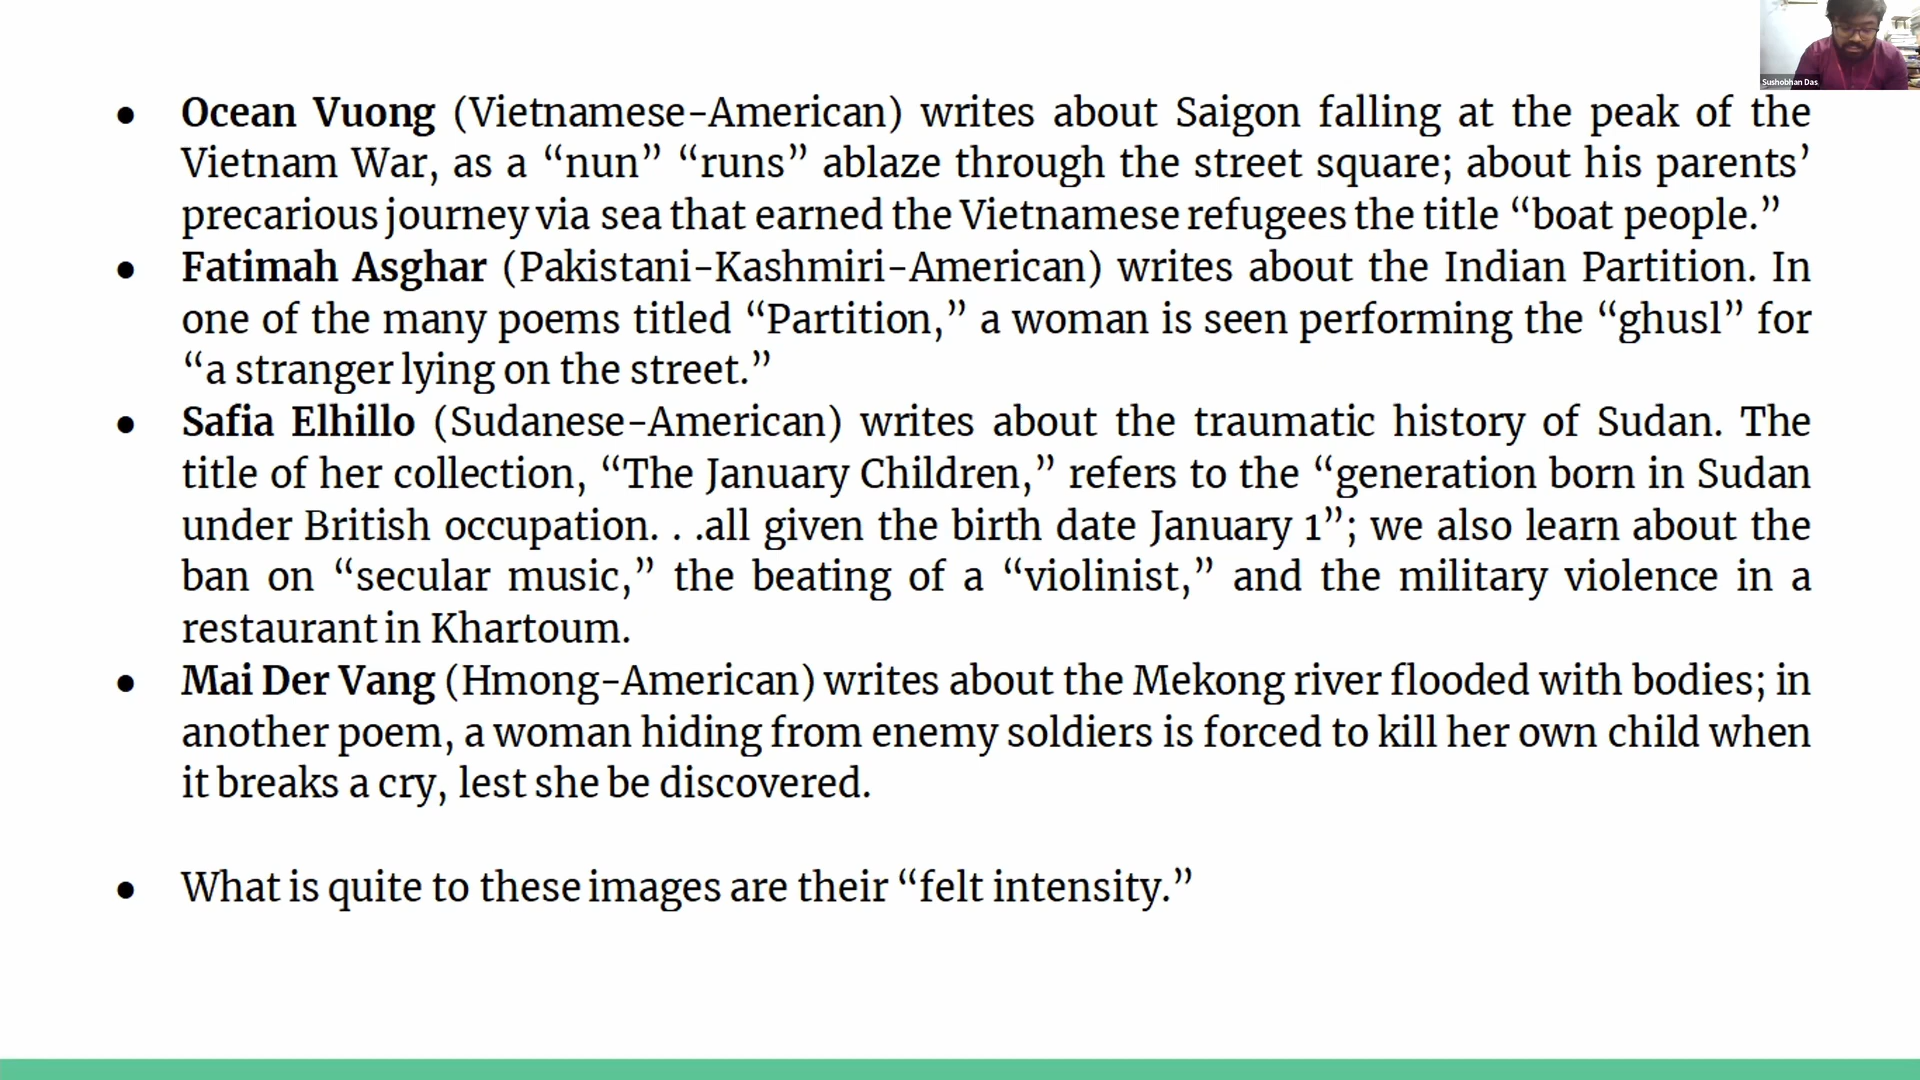 Sushobhan Das
● Ocean Vuong (Vietnamese-American) writes about Saigon falling at the peak of the
Vietnam War, as a “nun” “runs” ablaze through the street square; about his parents’
precarious journey via sea that earned the Vietnamese refugees the title “boat people.”
● Fatimah Asghar (Pakistani-Kashmiri-American) writes about the Indian Partition. In
one of the many poems titled “Partition,” a woman is seen performing the “ghusl” for
“a stranger lying on the street.”
● Safia Elhillo (Sudanese-American) writes about the traumatic history of Sudan. The
title of her collection, “The January Children,” refers to the “generation born in Sudan
under British occupation. . .all given the birth date January 1”; we also learn about the
ban on “secular music,” the beating of a “violinist,” and the military violence in a
restaurant in Khartoum.
● Mai Der Vang (Hmong-American) writes about the Mekong river flooded with bodies; in
another poem, a woman hiding from enemy soldiers is forced to kill her own child when
it breaks a cry, lest she be discovered.
● What is quite to these images are their “felt intensity.”